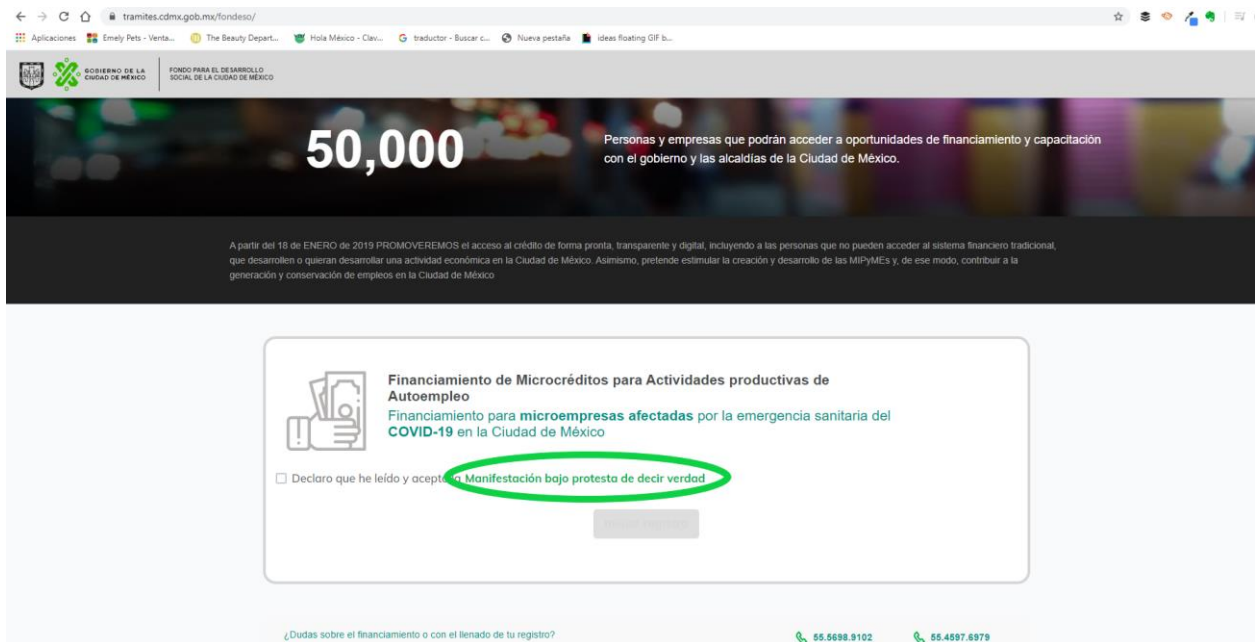 tramites.cdmx.gob.mx/fondeso/
Aplicaciones Emely Pets - Venta... The Beauty Depart... Hola México - Clav... traductor - Buscar c... Nueva pestaña ideas floating GIF b...
GOBIERNO DE LA CIUDAD DE MÉXICO
FONDO PARA EL DESARROLLO SOCIAL DE LA CIUDAD DE MÉXICO
50,000
Personas y empresas que podrán acceder a oportunidades de financiamiento y capacitación
con el gobierno y las alcaldías de la Ciudad de México.
A partir del 18 de ENERO de 2019 PROMOVEREMOS el acceso al crédito de forma pronta, transparente y digital, incluyendo a las personas que no pueden acceder al sistema financiero tradicional,
que desarrollen o quieran desarrollar una actividad económica en la Ciudad de México. Asimismo, pretende estimular la creación y desarrollo de las MIPyMEs y, de ese modo, contribuir a la
generación y conservación de empleos en la Ciudad de México
Financiamiento de Microcréditos para Actividades productivas de
Autoempleo
Financiamiento para microempresas afectadas por la emergencia sanitaria del
COVID-19 en la Ciudad de México
Declaro que he leído y acepto Manifestación bajo protesta de decir verdad
¿Dudas sobre el financiamiento o con el llenado de tu registro?
55.5698.9102 55.4597.6979